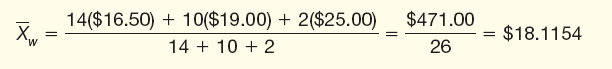 X̄w = 14($16.50) + 10($19.00) + 2($25.00) / 14 + 10 + 2 = $471.00 / 26 = $18.1154